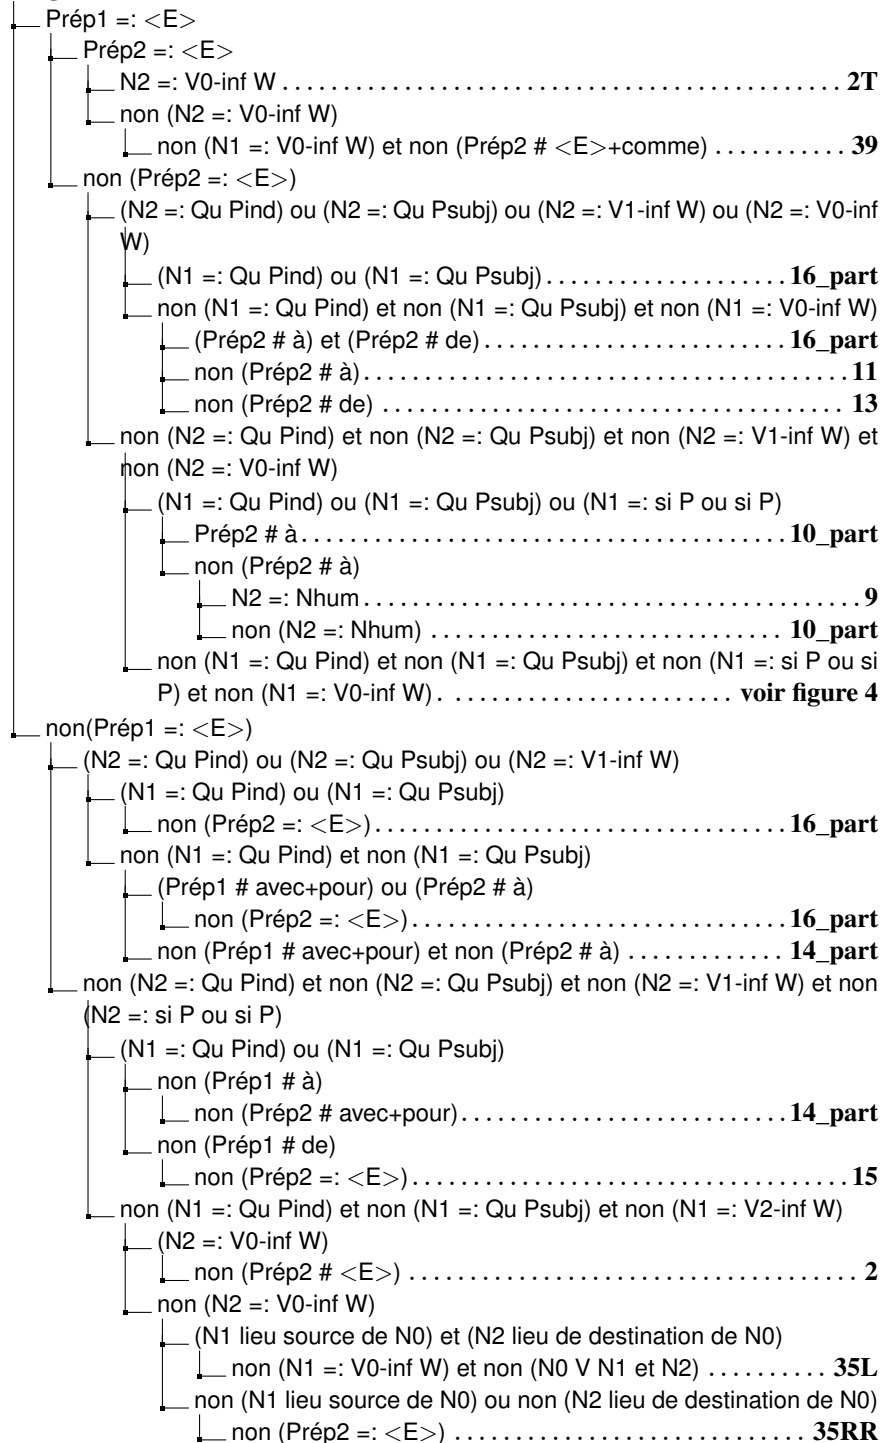 Prép1 =: <E>
Prép2 =: <E>
N2 =: V0-inf W . . . . . . . . . . . . . . . . . . . . . . . . . . . . . . . . . . . . . . . . . . . . . . . . . . 2T
non (N2 =: V0-inf W)
non (N1 =: V0-inf W) et non (Prép2 # <E>+comme) . . . . . . . . . . . 39
non (Prép2 =: <E>)
(N2 =: Qu Pind) ou (N2 =: Qu Psubj) ou (N2 =: V1-inf W) ou (N2 =: V0-inf
W)
(N1 =: Qu Pind) ou (N1 =: Qu Psubj) . . . . . . . . . . . . . . . . . . . . . 16_part
non (N1 =: Qu Pind) et non (N1 =: Qu Psubj) et non (N1 =: V0-inf W)
(Prép2 # à) et (Prép2 # de) . . . . . . . . . . . . . . . . . . . . . . . . . . 16_part
non (Prép2 # à) . . . . . . . . . . . . . . . . . . . . . . . . . . . . . . . . . . . . . . . . . . 11
non (Prép2 # de) . . . . . . . . . . . . . . . . . . . . . . . . . . . . . . . . . . . . . . . . 13
non (N2 =: Qu Pind) et non (N2 =: Qu Psubj) et non (N2 =: V1-inf W) et
non (N2 =: V0-inf W)
(N1 =: Qu Pind) ou (N1 =: Qu Psubj) ou (N1 =: si P ou si P)
Prép2 # à . . . . . . . . . . . . . . . . . . . . . . . . . . . . . . . . . . . . . . . . . . 10_part
non (Prép2 # à)
N2 =: Nhum . . . . . . . . . . . . . . . . . . . . . . . . . . . . . . . . . . . . . . . . . . . 9
non (N2 =: Nhum) . . . . . . . . . . . . . . . . . . . . . . . . . . . . . . 10_part
non (N1 =: Qu Pind) et non (N1 =: Qu Psubj) et non (N1 =: si P ou si
P) et non (N1 =: V0-inf W) . . . . . . . . . . . . . . . . . . . . . . . . voir figure 4
non(Prép1 =: <E>)
(N2 =: Qu Pind) ou (N2 =: Qu Psubj) ou (N2 =: V1-inf W)
(N1 =: Qu Pind) ou (N1 =: Qu Psubj)
non (Prép2 =: <E>) . . . . . . . . . . . . . . . . . . . . . . . . . . . . . . . . . . . 16_part
non (N1 =: Qu Pind) et non (N1 =: Qu Psubj)
(Prép1 # avec+pour) ou (Prép2 # à)
non (Prép2 =: <E>) . . . . . . . . . . . . . . . . . . . . . . . . . . . . . . . . 16_part
non (Prép1 # avec+pour) et non (Prép2 # à) . . . . . . . . . . . . . 14_part
non (N2 =: Qu Pind) et non (N2 =: Qu Psubj) et non (N2 =: V1-inf W) et non
(N2 =: si P ou si P)
(N1 =: Qu Pind) ou (N1 =: Qu Psubj)
non (Prép1 # à)
non (Prép2 # avec+pour) . . . . . . . . . . . . . . . . . . . . . . . . . . . . 14_part
non (Prép1 # de)
non (Prép2 =: <E>) . . . . . . . . . . . . . . . . . . . . . . . . . . . . . . . . . . . . . . 15
non (N1 =: Qu Pind) et non (N1 =: Qu Psubj) et non (N1 =: V2-inf W)
(N2 =: V0-inf W)
non (Prép2 # <E>) . . . . . . . . . . . . . . . . . . . . . . . . . . . . . . . . . . . . . . . 2
non (N2 =: V0-inf W)
(N1 lieu source de N0) et (N2 lieu de destination de N0)
non (N1 =: V0-inf W) et non (N0 V N1 et N2) . . . . . . . . . . 35L
non (N1 lieu source de N0) ou non (N2 lieu de destination de N0)
non (Prép2 =: <E>) . . . . . . . . . . . . . . . . . . . . . . . . . . . . . . . 35RR